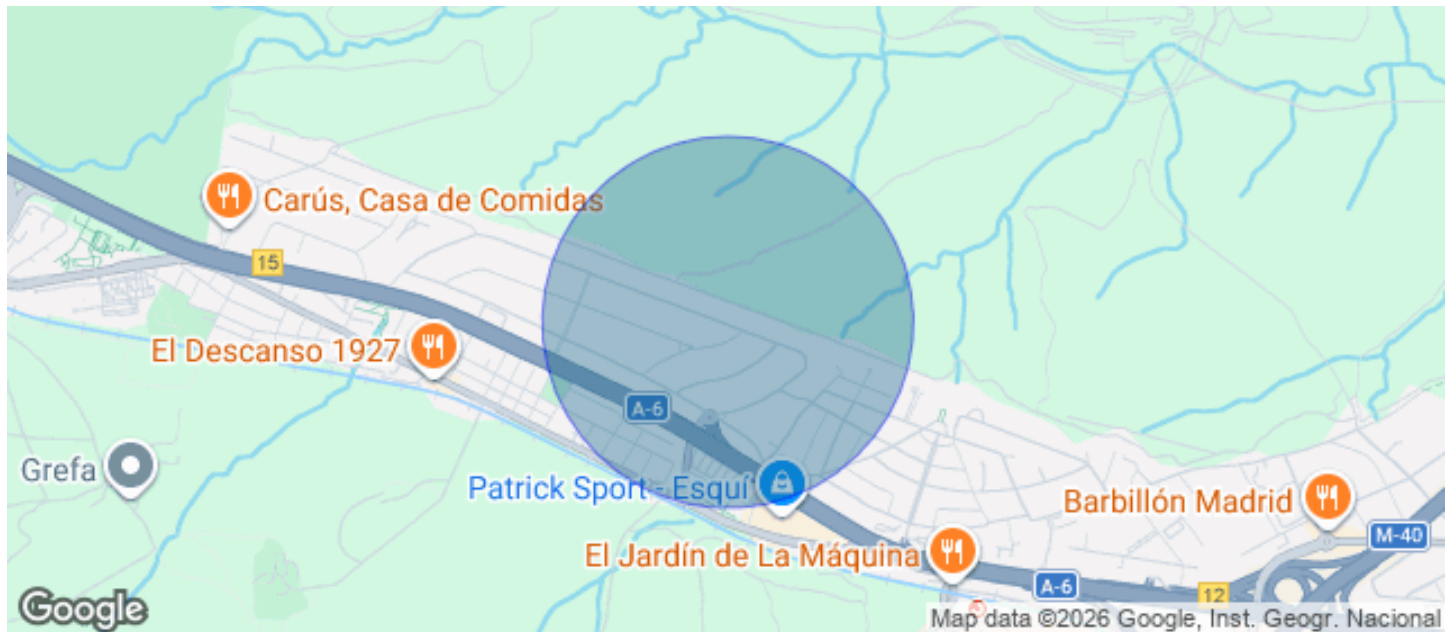 Carús, Casa de Comidas
15
El Descanso 1927
A-6
Grefa
Patrick Sport - Esquí
Barbillón Madrid
M-40
El Jardín de La Máquina
A-6
12
Google
Map data ©2026 Google, Inst. Geogr. Nacional